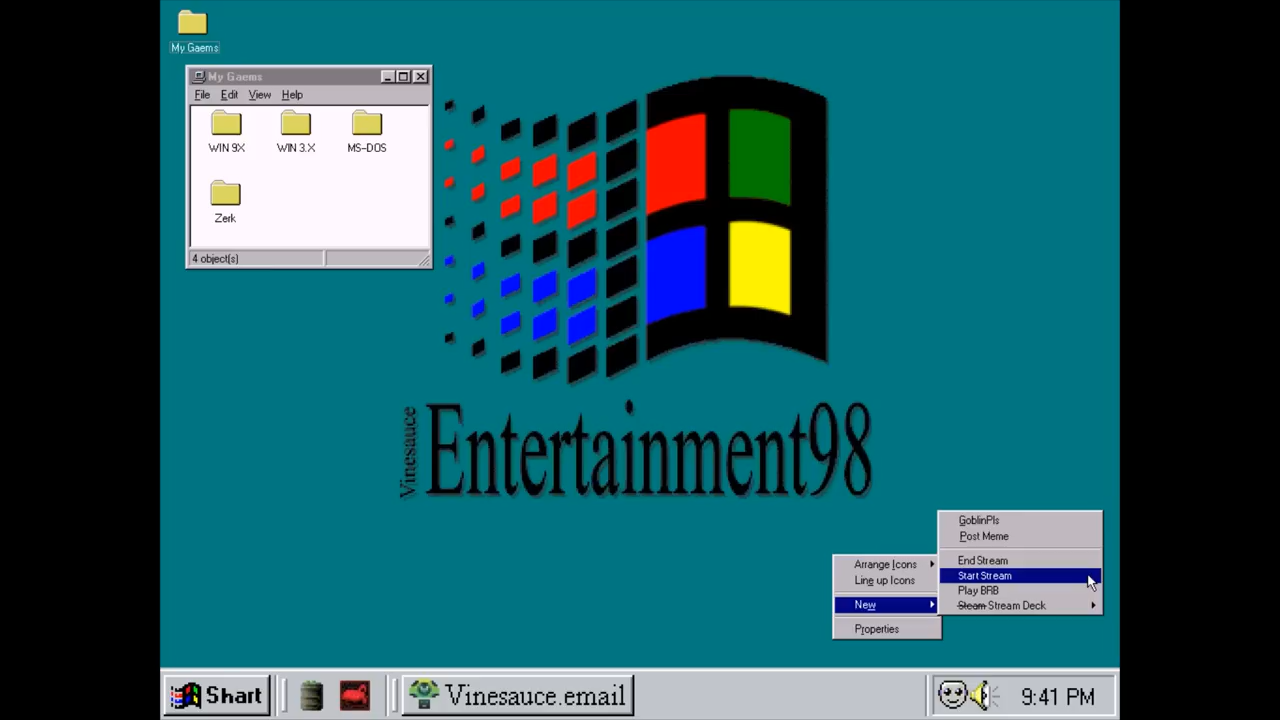 My Gaems
My Gaems
File Edit View Help
WIN 9X WIN 3.X MS-DOS
Zerk
4 object(s)
Vinesauce
Entertainment98
GoblinPls
Post Meme
End Stream
Start Stream
Play BRB
Steam Stream Deck
Arrange Icons
Line up Icons
New
Properties
Shart
Vinesauce.email
9:41 PM